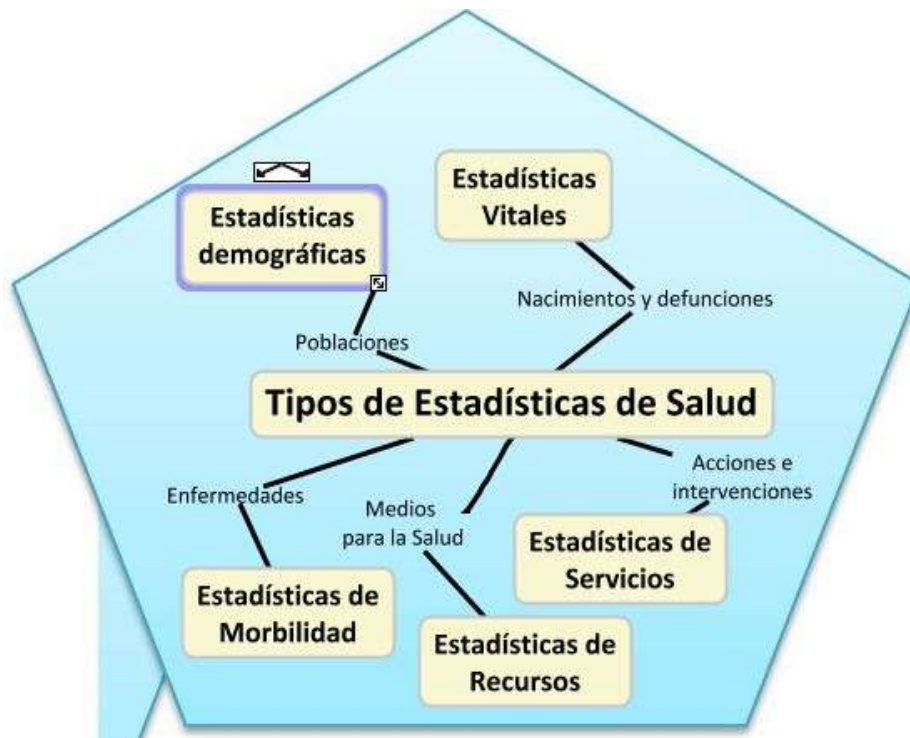 Estadísticas
demográficas
Estadísticas
Vitales
Nacimientos y defunciones
Poblaciones
Tipos de Estadísticas de Salud
Enfermedades
Medios
para la Salud
Acciones e
intervenciones
Estadísticas de
Servicios
Estadísticas de
Morbilidad
Estadísticas de
Recursos